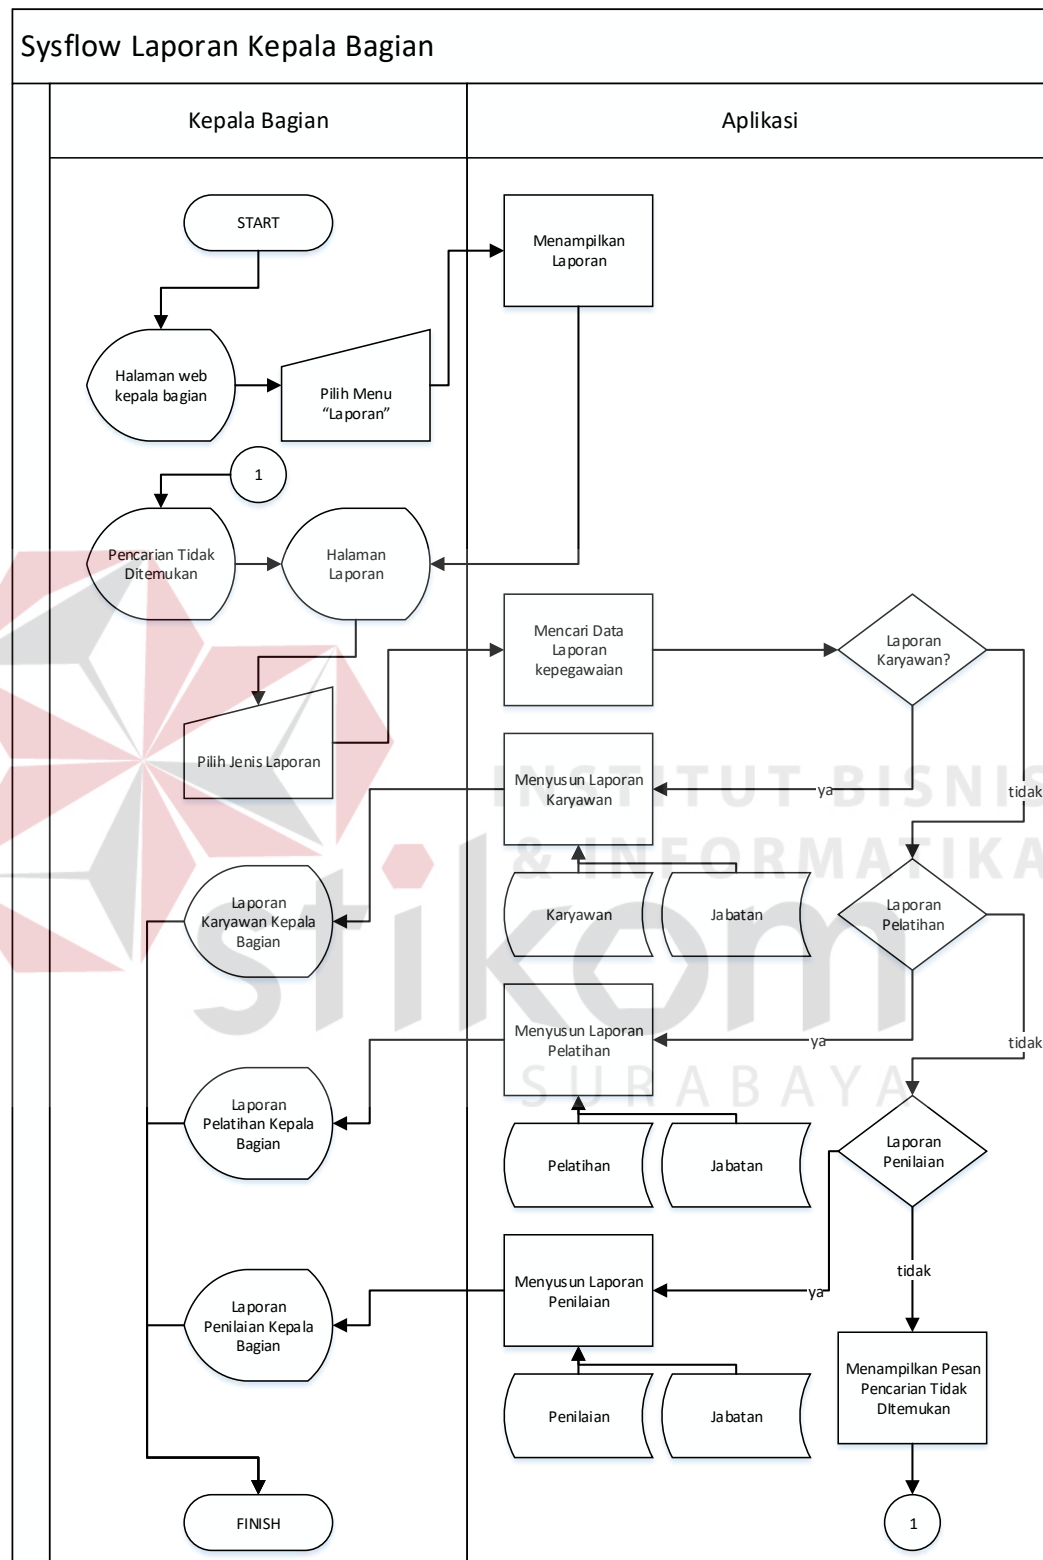 Sysflow Laporan Kepala Bagian
Kepala Bagian
Aplikasi
START
Menampilkan
Laporan
Halaman web
kepala bagian
Pilih Menu
“Laporan”
1
Pencarian Tidak
Ditemukan
Halaman
Laporan
Mencari Data
Laporan
kepegawaian
Laporan
Karyawan?
Pilih Jenis Laporan
Menyusun Laporan
Karyawan
ya
tidak
INSTITUT BISNIS
& INFORMATIKA
stikom
SURABAYA
Laporan
Karyawan Kepala
Bagian
Karyawan
Jabatan
Laporan
Pelatihan
Menyusun Laporan
Pelatihan
ya
tidak
Laporan
Pelatihan Kepala
Bagian
Pelatihan
Jabatan
Laporan
Penilaian
Menyusun Laporan
Penilaian
ya
tidak
Laporan
Penilaian Kepala
Bagian
Penilaian
Jabatan
Menampilkan Pesan
Pencarian Tidak
DItemukan
FINISH
1